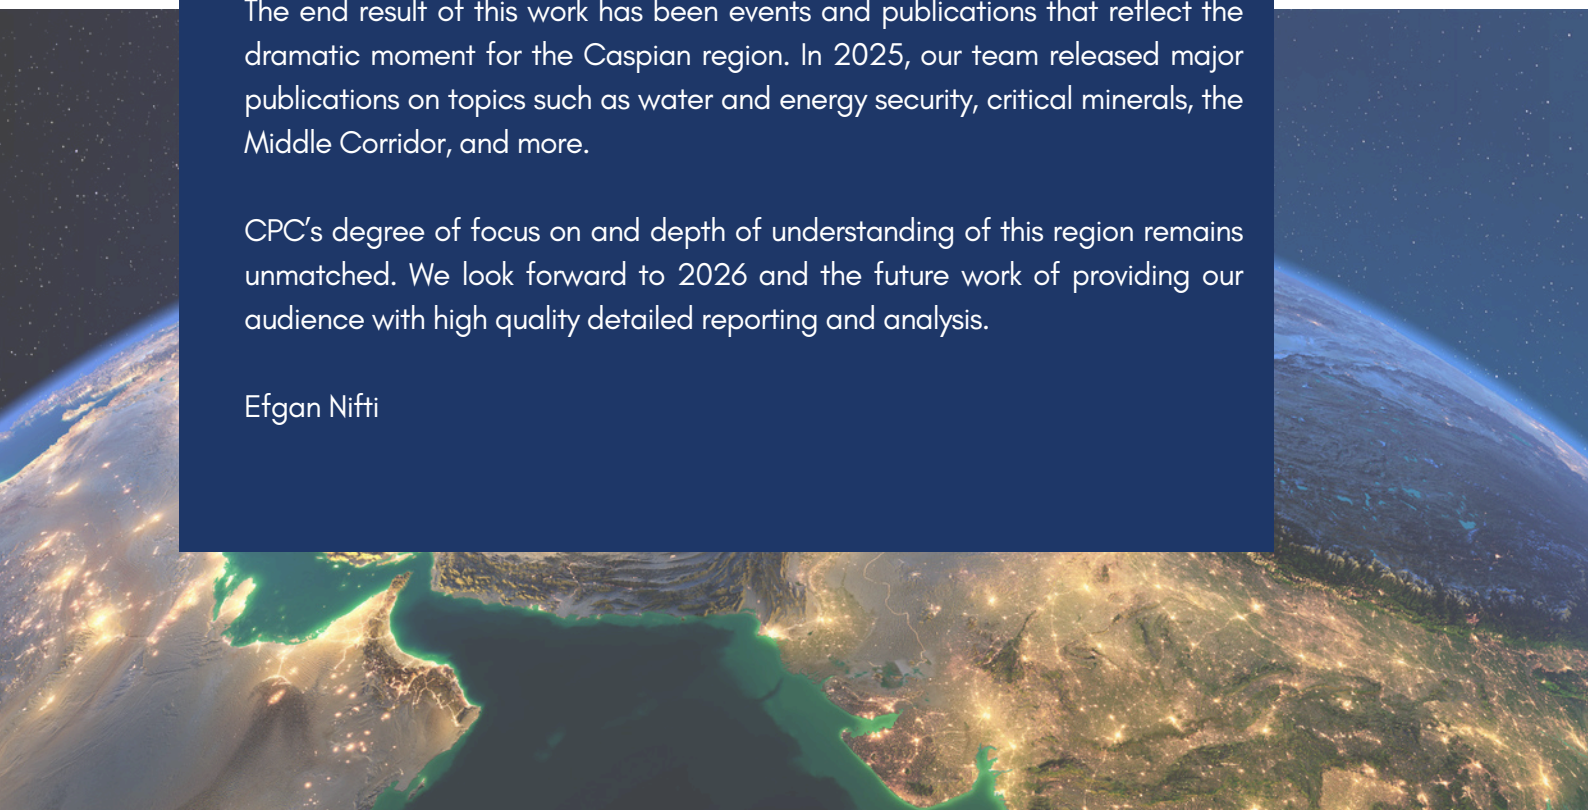 The end result of this work has been events and publications that reflect the
dramatic moment for the Caspian region. In 2025, our team released major
publications on topics such as water and energy security, critical minerals, the
Middle Corridor, and more.
CPC’s degree of focus on and depth of understanding of this region remains
unmatched. We look forward to 2026 and the future work of providing our
audience with high quality detailed reporting and analysis.
Efgan Nifti